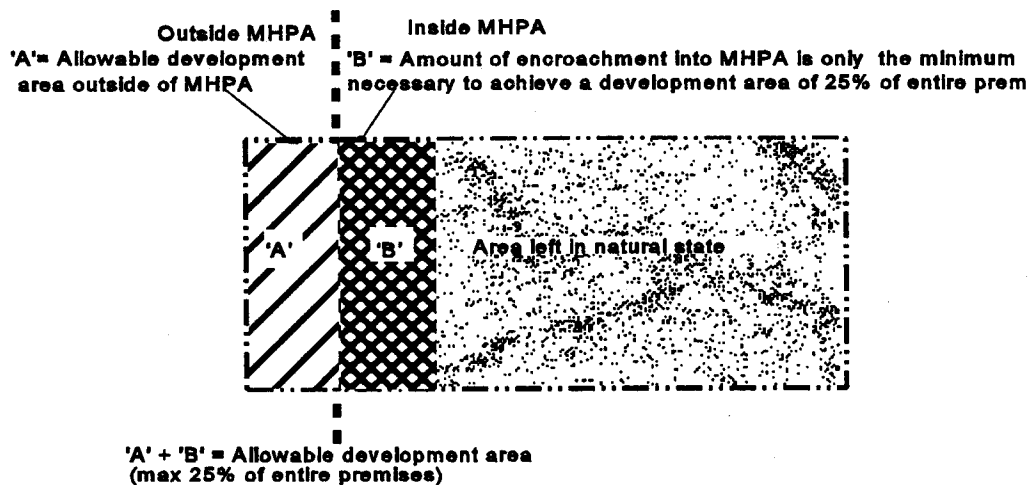 Outside MHPA
'A'= Allowable development
area outside of MHPA
Inside MHPA
'B' = Amount of encroachment into MHPA is only the minimum
necessary to achieve a development area of 25% of entire prem
'A'
'B'
Area left in natural state
'A' + 'B' = Allowable development area
(max 25% of entire premises)